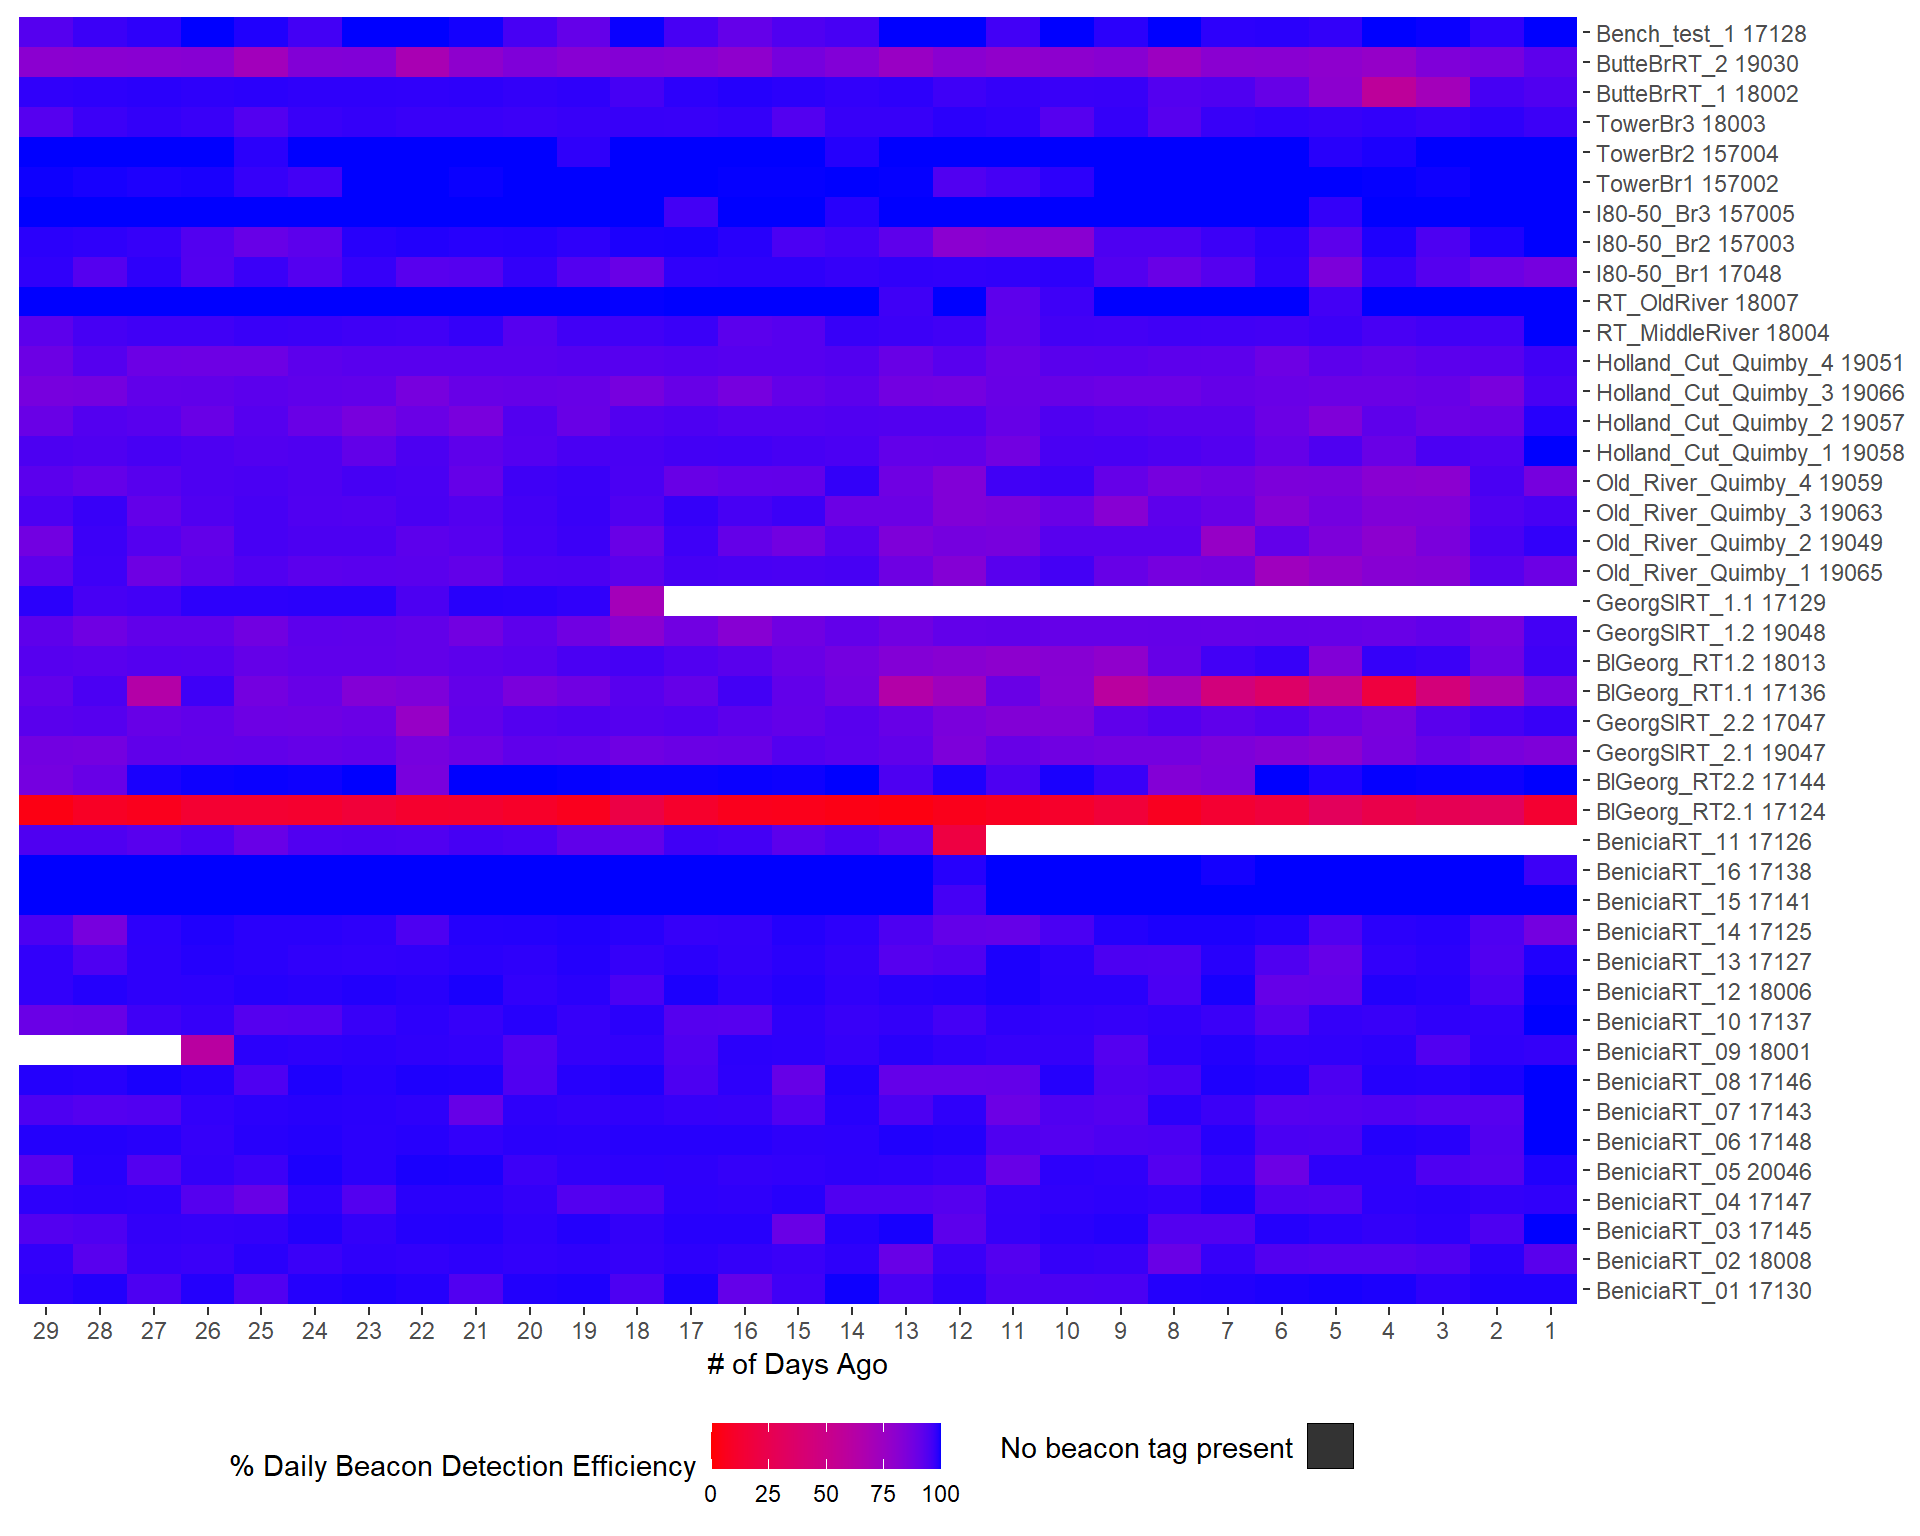 Bench_test_1 17128
ButteBrRT_2 19030
ButteBrRT_1 18002
TowerBr3 18003
TowerBr2 157004
TowerBr1 157002
I80-50_Br3 157005
I80-50_Br2 157003
I80-50_Br1 17048
RT_OldRiver 18007
RT_MiddleRiver 18004
Holland_Cut_Quimby_4 19051
Holland_Cut_Quimby_3 19066
Holland_Cut_Quimby_2 19057
Holland_Cut_Quimby_1 19058
Old_River_Quimby_4 19059
Old_River_Quimby_3 19063
Old_River_Quimby_2 19049
Old_River_Quimby_1 19065
GeorgSlRT_1.1 17129
GeorgSlRT_1.2 19048
BlGeorg_RT1.2 18013
BlGeorg_RT1.1 17136
GeorgSlRT_2.2 17047
GeorgSlRT_2.1 19047
BlGeorg_RT2.2 17144
BlGeorg_RT2.1 17124
BeniciaRT_11 17126
BeniciaRT_16 17138
BeniciaRT_15 17141
BeniciaRT_14 17125
BeniciaRT_13 17127
BeniciaRT_12 18006
BeniciaRT_10 17137
BeniciaRT_09 18001
BeniciaRT_08 17146
BeniciaRT_07 17143
BeniciaRT_06 17148
BeniciaRT_05 20046
BeniciaRT_04 17147
BeniciaRT_03 17145
BeniciaRT_02 18008
BeniciaRT_01 17130
29 28 27 26 25 24 23 22 21 20 19 18 17 16 15 14 13 12 11 10 9 8 7 6 5 4 3 2 1
# of Days Ago
% Daily Beacon Detection Efficiency
0 25 50 75 100
No beacon tag present